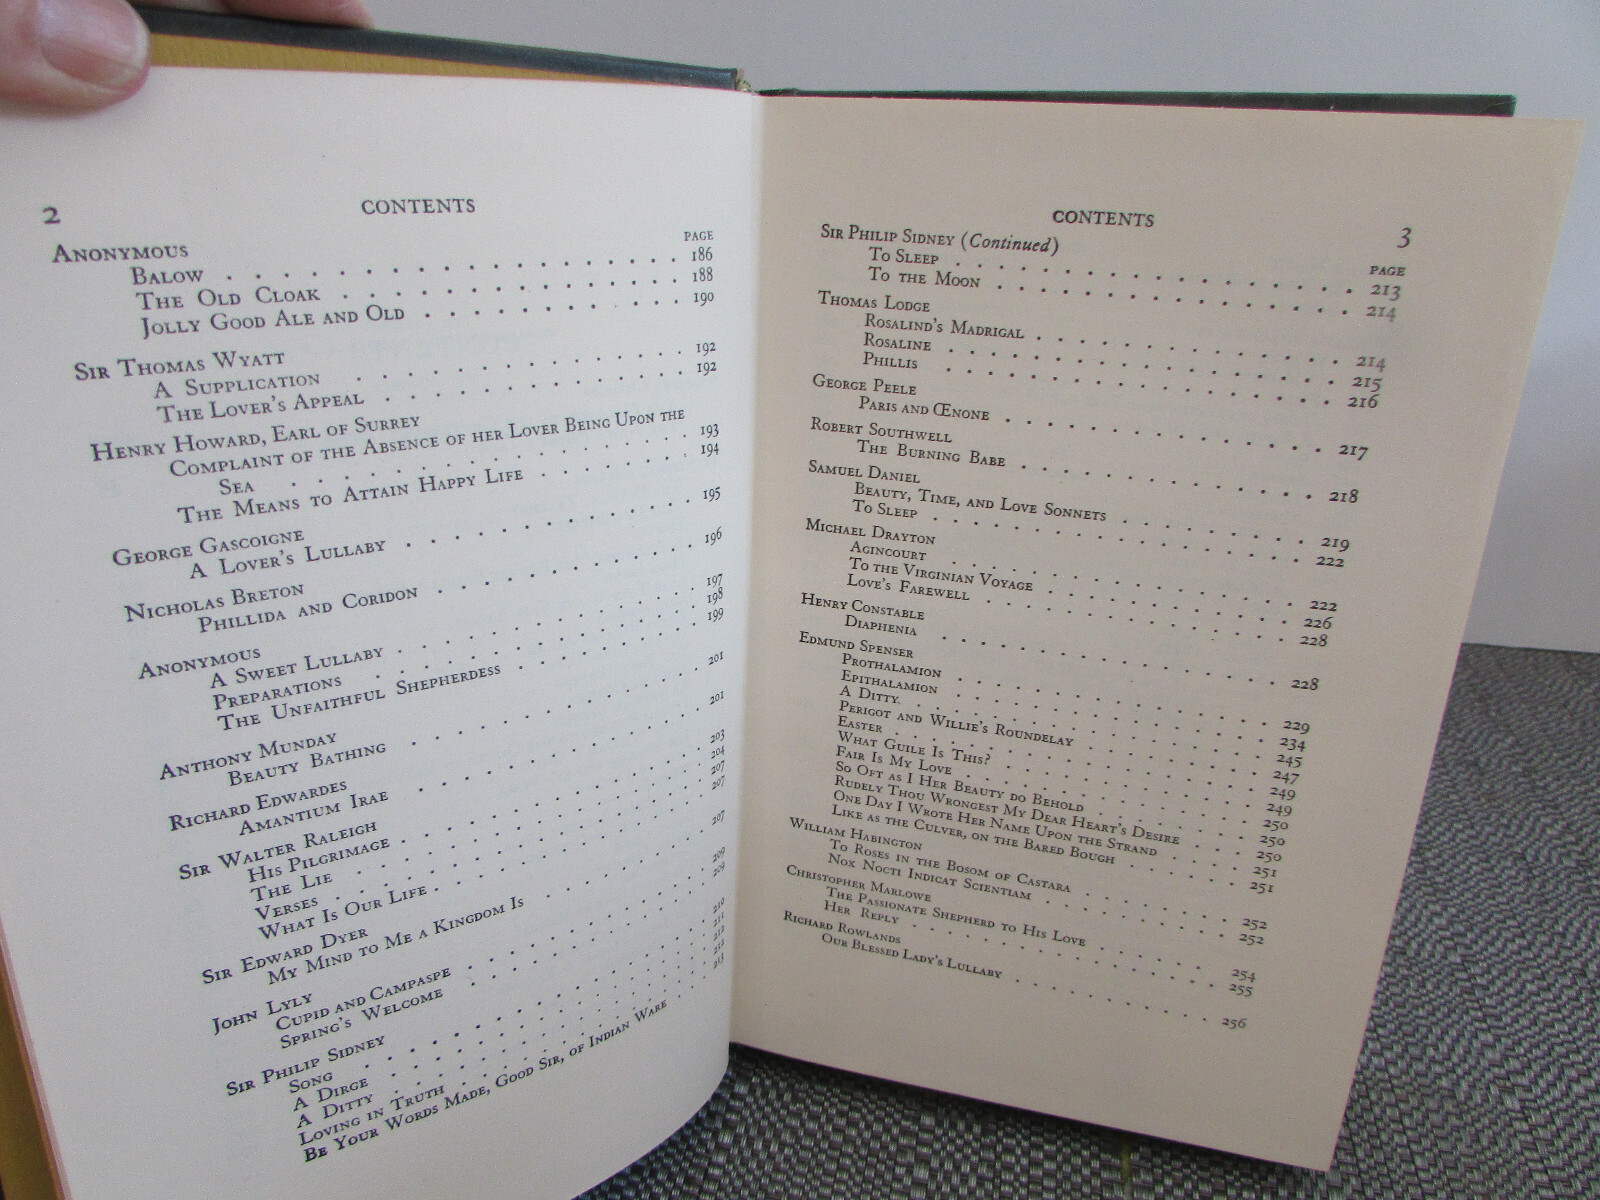 2
CONTENTS
PAGE
ANONYMOUS
BALOW . . . . . . . . . . . . . . . . . 186
THE OLD CLOAK . . . . . . . . . . . . . 188
JOLLY GOOD ALE AND OLD . . . . . . . . . . 190
SIR THOMAS WYATT
A SUPPLICATION . . . . . . . . . . . . . 192
THE LOVER'S APPEAL . . . . . . . . . . . . 192
HENRY HOWARD, EARL OF SURREY
COMPLAINT OF THE ABSENCE OF HER LOVER BEING UPON THE
SEA . . . . . . . . . . . . . . . . 193
THE MEANS TO ATTAIN HAPPY LIFE . . . . . . . 194
GEORGE GASCOIGNE
A LOVER'S LULLABY . . . . . . . . . . . . 195
NICHOLAS BRETON
PHILLIDA AND CORIDON . . . . . . . . . . . 196
ANONYMOUS
A SWEET LULLABY . . . . . . . . . . . . . 197
PREPARATIONS . . . . . . . . . . . . . . 198
THE UNFAITHFUL SHEPHERDESS . . . . . . . . . 199
ANTHONY MUNDAY
BEAUTY BATHING . . . . . . . . . . . . . 201
RICHARD EDWARDES
AMANTIUM IRAE . . . . . . . . . . . . . 201
SIR WALTER RALEIGH
HIS PILGRIMAGE . . . . . . . . . . . . . 203
THE LIE . . . . . . . . . . . . . . . 204
VERSES . . . . . . . . . . . . . . . . 207
WHAT IS OUR LIFE . . . . . . . . . . . . 207
SIR EDWARD DYER
MY MIND TO ME A KINGDOM IS . . . . . . . . 207
JOHN LYLY
CUPID AND CAMPASPE . . . . . . . . . . . 209
SPRING'S WELCOME . . . . . . . . . . . . 209
SIR PHILIP SIDNEY
SONG . . . . . . . . . . . . . . . . 210
A DIRGE . . . . . . . . . . . . . . . 211
A DITTY . . . . . . . . . . . . . . . 212
LOVING IN TRUTH . . . . . . . . . . . . 212
BE YOUR WORDS MADE, GOOD SIR, OF INDIAN WARE . . . 213
CONTENTS
3
PAGE
SIR PHILIP SIDNEY (Continued)
TO SLEEP . . . . . . . . . . . . . . . 213
TO THE MOON . . . . . . . . . . . . . . 214
THOMAS LODGE
ROSALIND'S MADRIGAL . . . . . . . . . . . 214
ROSALINE . . . . . . . . . . . . . . . 215
PHILLIS . . . . . . . . . . . . . . . 216
GEORGE PEELE
PARIS AND ŒNONE . . . . . . . . . . . . 217
ROBERT SOUTHWELL
THE BURNING BABE . . . . . . . . . . . . 218
SAMUEL DANIEL
BEAUTY, TIME, AND LOVE SONNETS . . . . . . . 219
TO SLEEP . . . . . . . . . . . . . . . 222
MICHAEL DRAYTON
AGINCOURT . . . . . . . . . . . . . . 222
TO THE VIRGINIAN VOYAGE . . . . . . . . . . 226
LOVE'S FAREWELL . . . . . . . . . . . . 228
HENRY CONSTABLE
DIAPHENIA . . . . . . . . . . . . . . 228
EDMUND SPENSER
PROTHALAMION . . . . . . . . . . . . . 229
EPITHALAMION . . . . . . . . . . . . . 234
A DITTY. . . . . . . . . . . . . . . . 245
PERIGOT AND WILLIE'S ROUNDELAY . . . . . . . 247
EASTER . . . . . . . . . . . . . . . 249
WHAT GUILE IS THIS? . . . . . . . . . . . 249
FAIR IS MY LOVE . . . . . . . . . . . . 250
SO OFT AS I HER BEAUTY DO BEHOLD . . . . . . 250
RUDELY THOU WRONGEST MY DEAR HEART'S DESIRE . . . 250
ONE DAY I WROTE HER NAME UPON THE STRAND . . . . 251
LIKE AS THE CULVER, ON THE BARED BOUGH . . . . . 251
WILLIAM HABINGTON
TO ROSES IN THE BOSOM OF CASTARA . . . . . . 252
NOX NOCTI INDICAT SCIENTIAM . . . . . . . . 252
CHRISTOPHER MARLOWE
THE PASSIONATE SHEPHERD TO HIS LOVE . . . . . 254
HER REPLY . . . . . . . . . . . . . . 255
RICHARD ROWLANDS
OUR BLESSED LADY'S LULLABY . . . . . . . . . 256